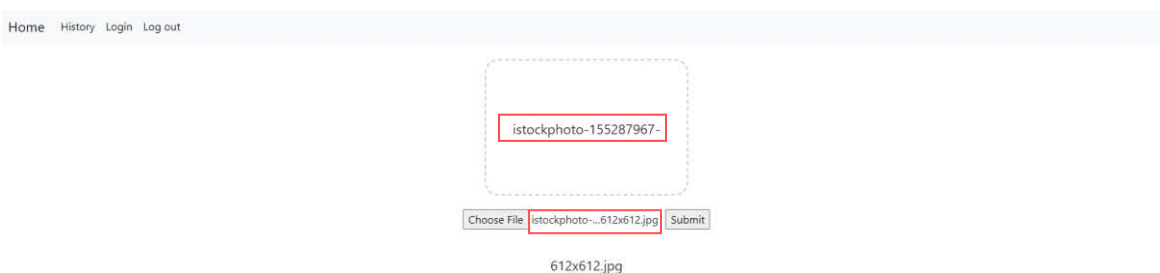 Home History Login Log out
istockphoto-155287967-
Choose File istockphoto-...612x612.jpg Submit
612x612.jpg